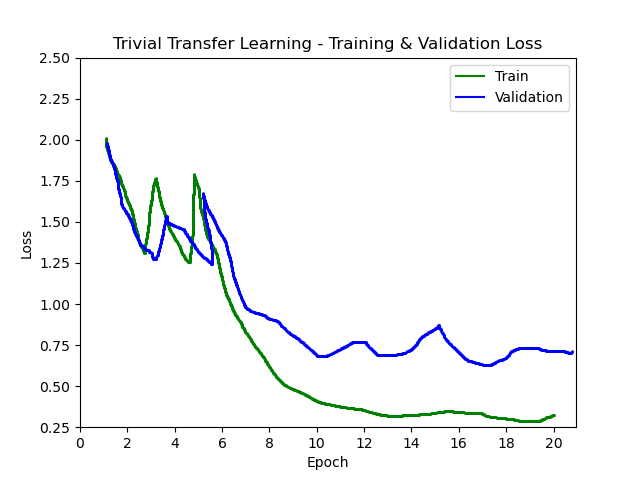 Trivial Transfer Learning - Training & Validation Loss
Train
Validation
Loss
2.50
2.25
2.00
1.75
1.50
1.25
1.00
0.75
0.50
0.25
0 2 4 6 8 10 12 14 16 18 20
Epoch